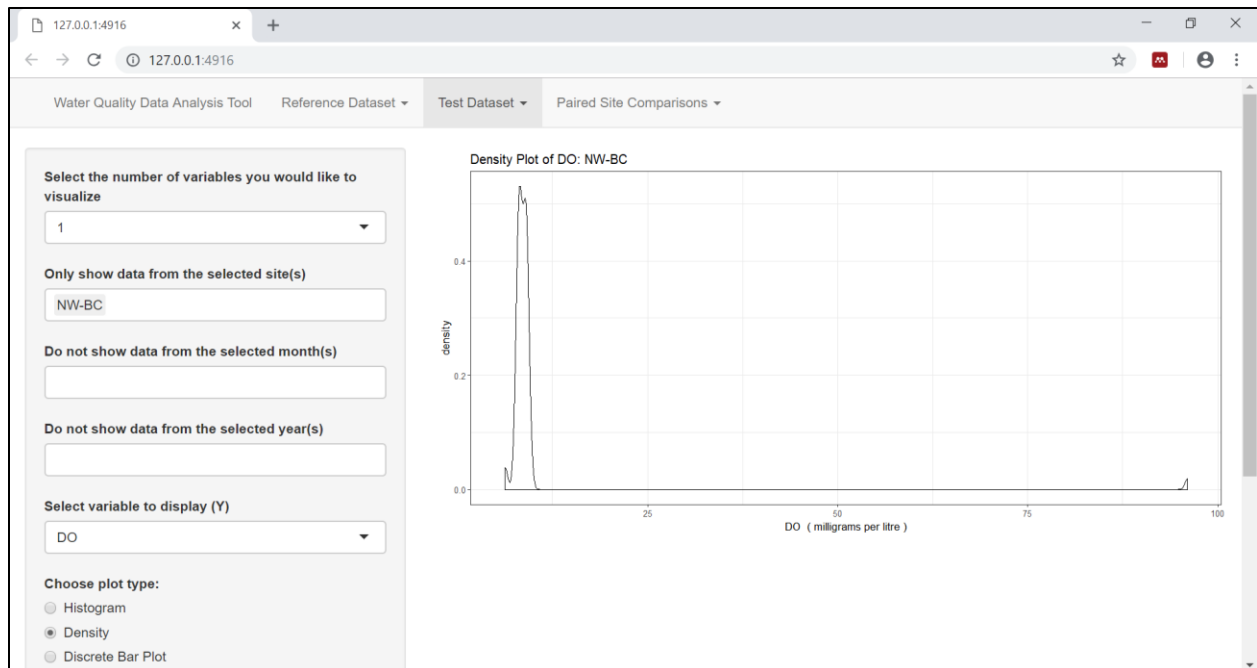 127.0.0.1:4916
127.0.0.1:4916
Water Quality Data Analysis Tool Reference Dataset Test Dataset Paired Site Comparisons
Select the number of variables you would like to
visualize
1
Only show data from the selected site(s)
NW-BC
Do not show data from the selected month(s)
Do not show data from the selected year(s)
Select variable to display (Y)
DO
Choose plot type:
Histogram
Density
Discrete Bar Plot
Density Plot of DO: NW-BC
density
0.4
0.2
0.0
25 50 75 100
DO ( milligrams per litre )